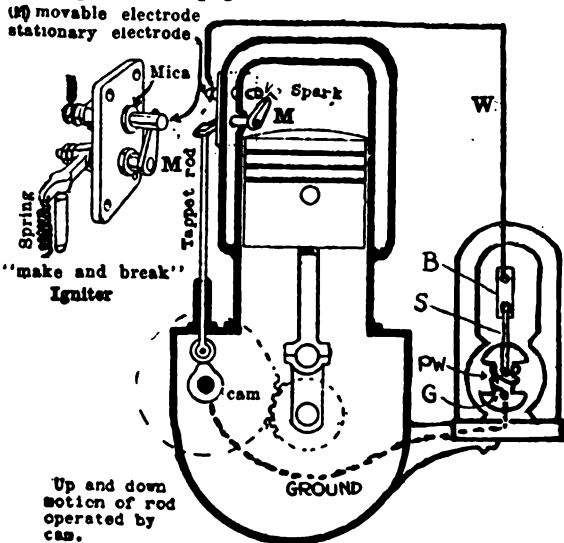 (M) movable electrode
stationary electrode
Mica
Spark
M
W
M
Tappet rod
Spring
"make and break"
Igniter
B
S
PW
G
cam
GROUND
Up and down
motion of rod
operated by
cam.